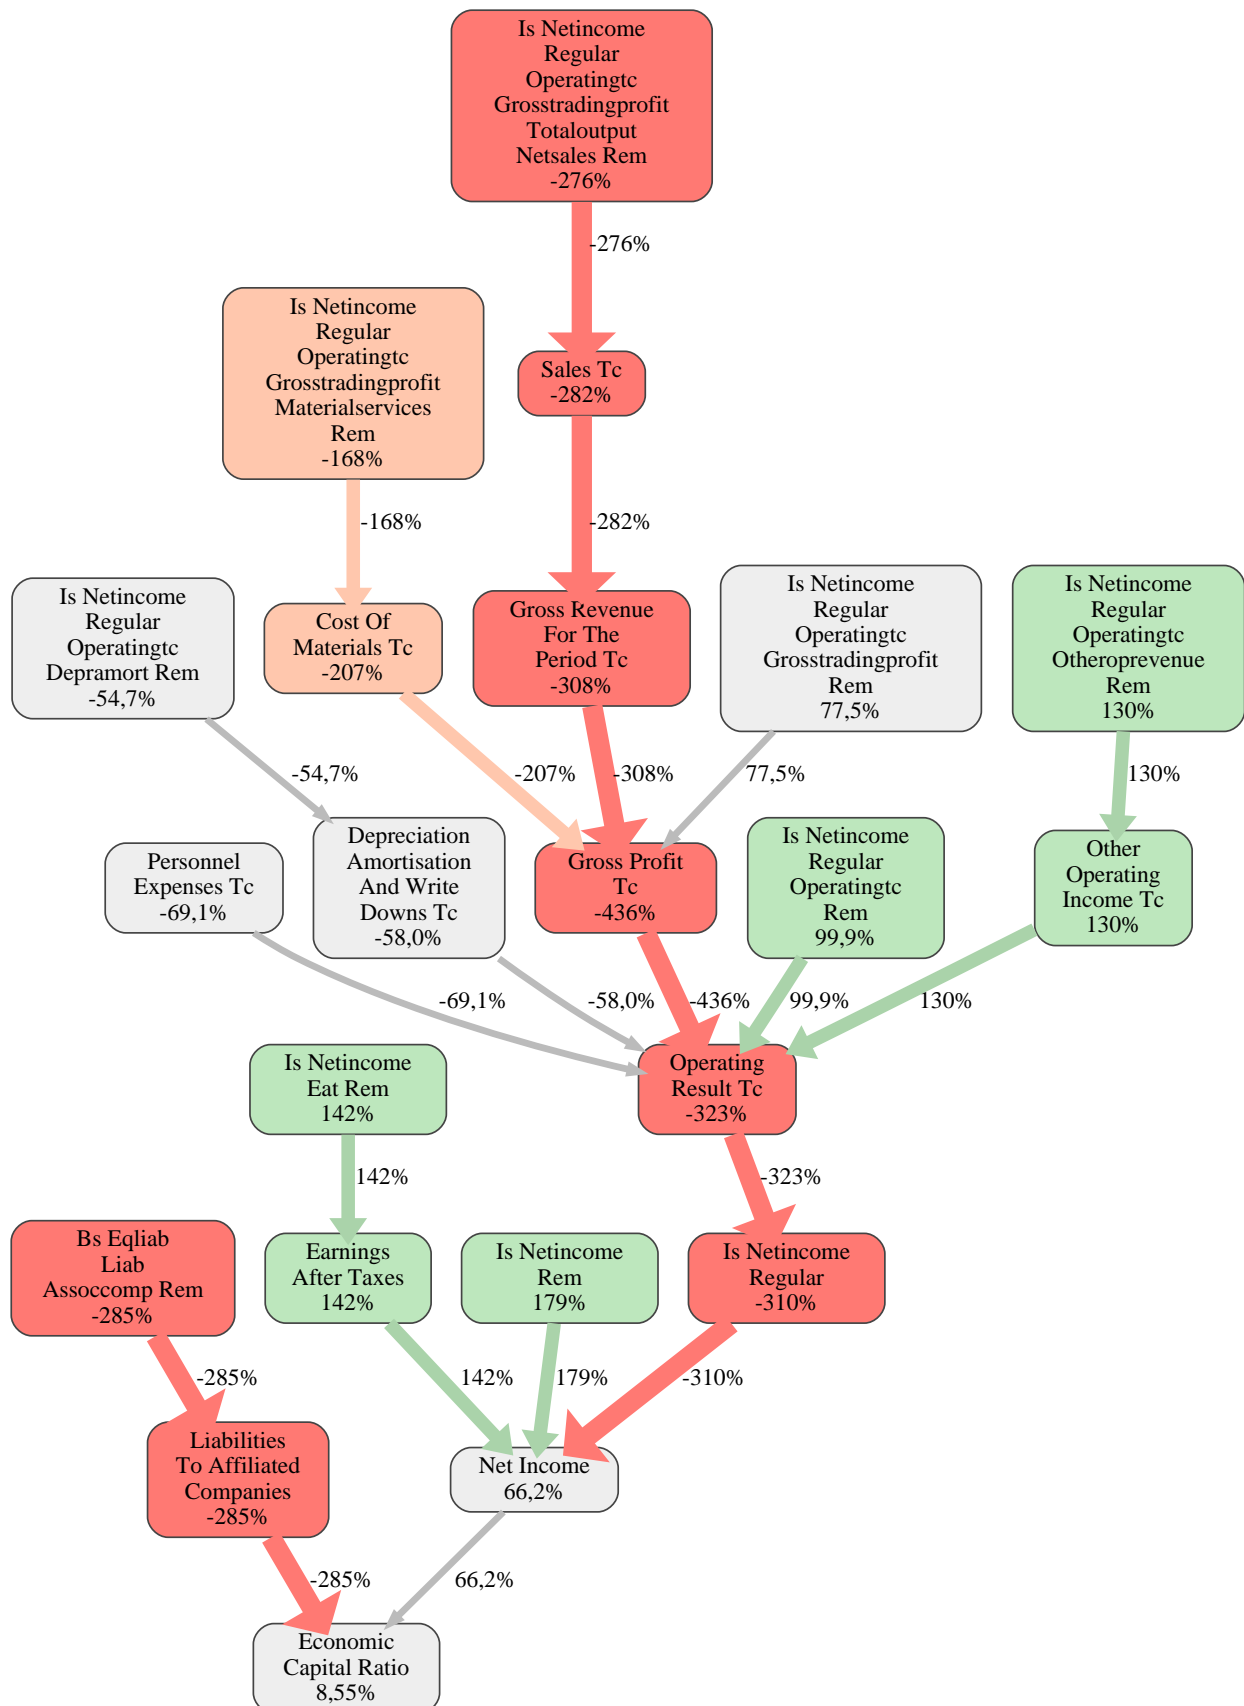 Is Netincome
Regular
Operatingtc
Grosstradingprofit
Totaloutput
Netsales Rem
-276%
-276%
Is Netincome
Regular
Operatingtc
Grosstradingprofit
Materialservices
Rem
-168%
Sales Tc
-282%
-168%
-282%
Is Netincome
Regular
Operatingtc
Depramort Rem
-54,7%
Cost Of
Materials Tc
-207%
Gross Revenue
For The
Period Tc
-308%
Is Netincome
Regular
Operatingtc
Grosstradingprofit
Rem
77,5%
Is Netincome
Regular
Operatingtc
Otheroprevenue
Rem
130%
-54,7%
-207%
-308%
77,5%
130%
Personnel
Expenses Tc
-69,1%
Depreciation
Amortisation
And Write
Downs Tc
-58,0%
Gross Profit
Tc
-436%
Is Netincome
Regular
Operatingtc
Rem
99,9%
Other
Operating
Income Tc
130%
-69,1%
-58,0%
-436%
99,9%
130%
Is Netincome
Eat Rem
142%
Operating
Result Tc
-323%
142%
-323%
Bs Eqliab
Liab
Assoccomp Rem
-285%
Earnings
After Taxes
142%
Is Netincome
Rem
179%
Is Netincome
Regular
-310%
-285%
142%
179%
-310%
Liabilities
To Affiliated
Companies
-285%
Net Income
66,2%
-285%
66,2%
Economic
Capital Ratio
8,55%